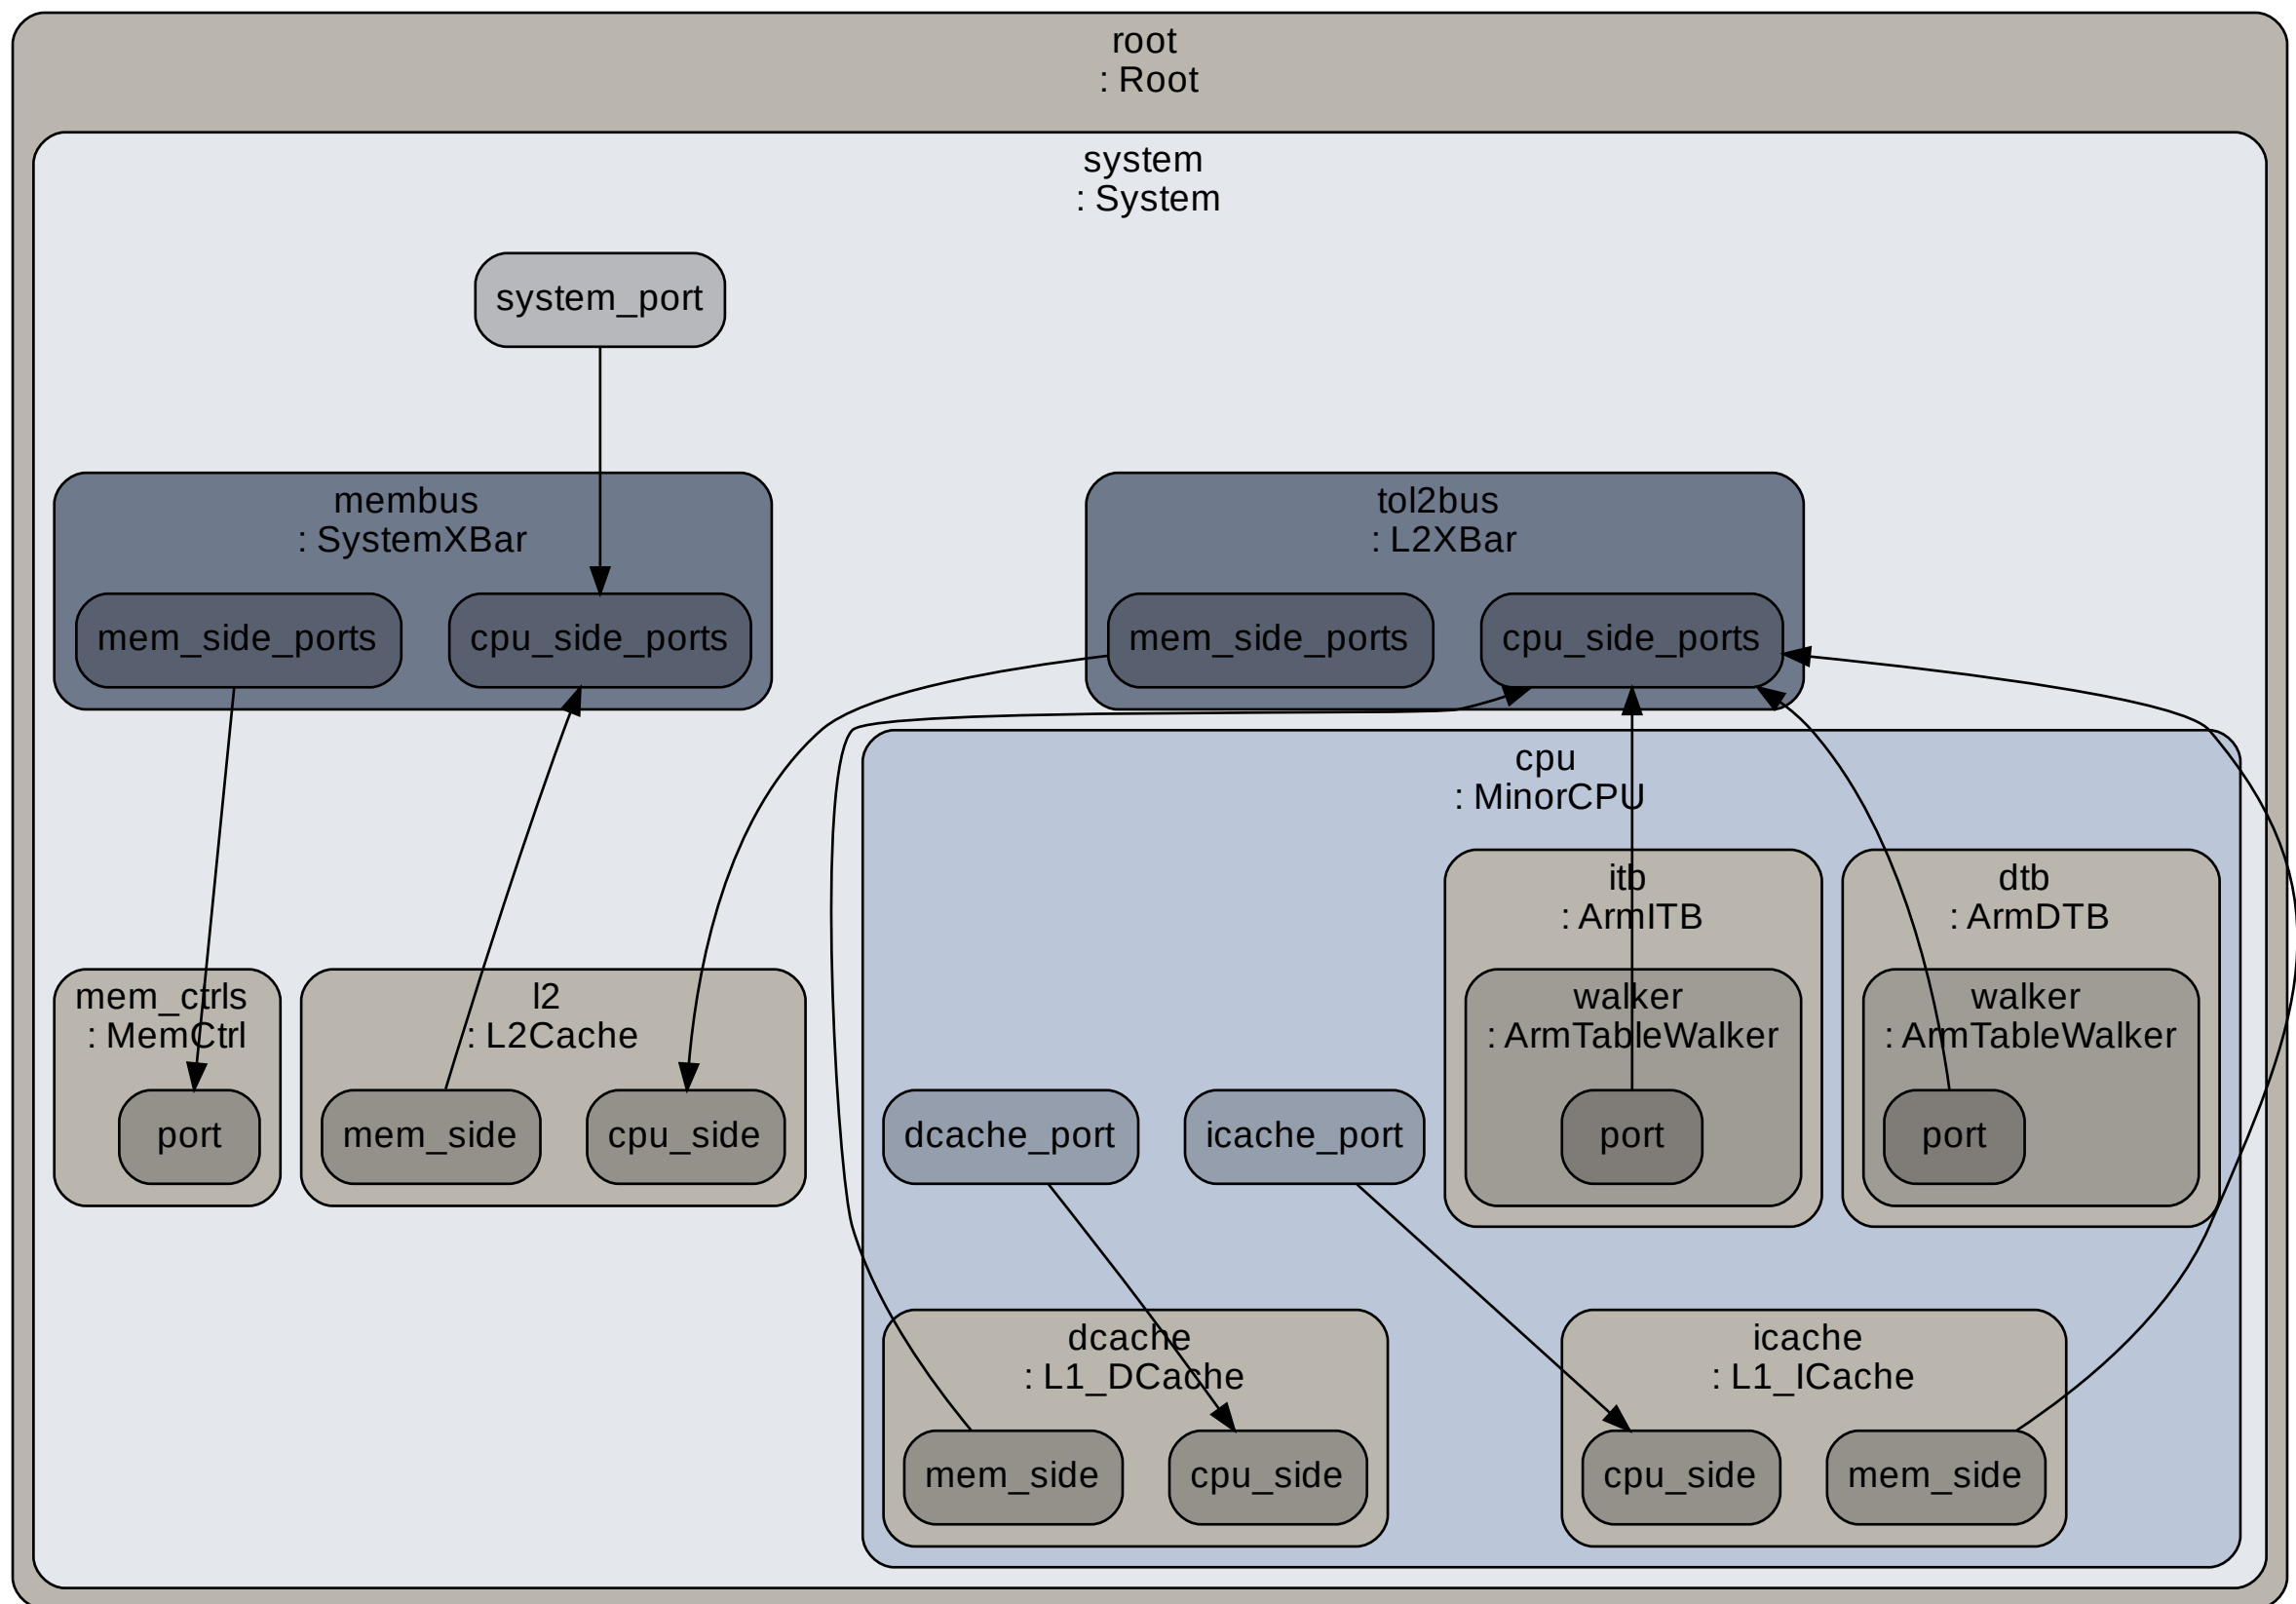 root
: Root
system
: System
system_port
membus
: SystemXBar
mem_side_ports
cpu_side_ports
tol2bus
: L2XBar
mem_side_ports
cpu_side_ports
cpu
: MinorCPU
itb
: ArmITB
walker
: ArmTableWalker
port
dtb
: ArmDTB
walker
: ArmTableWalker
port
mem_ctrls
: MemCtrl
port
l2
: L2Cache
mem_side
cpu_side
dcache_port
icache_port
dcache
: L1_DCache
mem_side
cpu_side
icache
: L1_ICache
cpu_side
mem_side